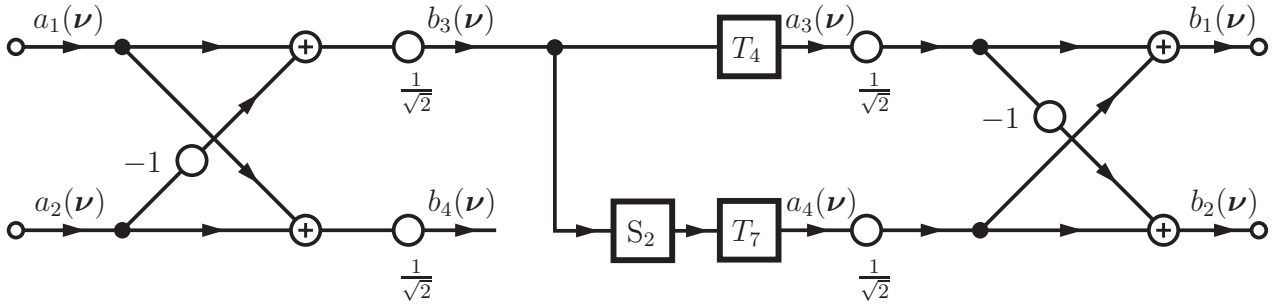 a₁(𝝂) b₃(𝝂) a₃(𝝂) b₁(𝝂)
+ T₄ +
1/√2 1/√2
−1 −1
a₂(𝝂) b₄(𝝂) a₄(𝝂) b₂(𝝂)
+ S₂ T₇ +
1/√2 1/√2